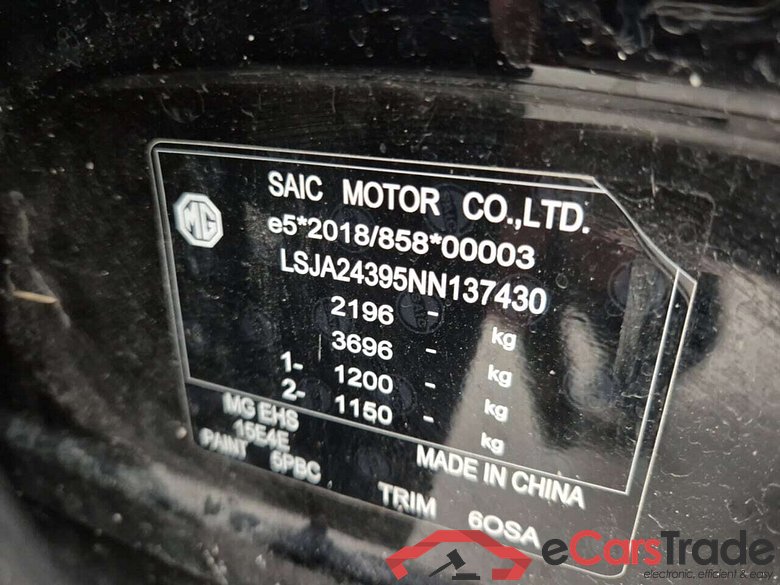 SAIC MOTOR CO.,LTD.
MG
e5*2018/858*00003
LSJA24395NN137430
2196 - kg
3696 - kg
1- 1200 - kg
2- 1150 - kg
MG EHS
15E4E
MADE IN CHINA
PAINT 5PBC
TRIM 6OSA
eCarsTrade
electronic, efficient & easy